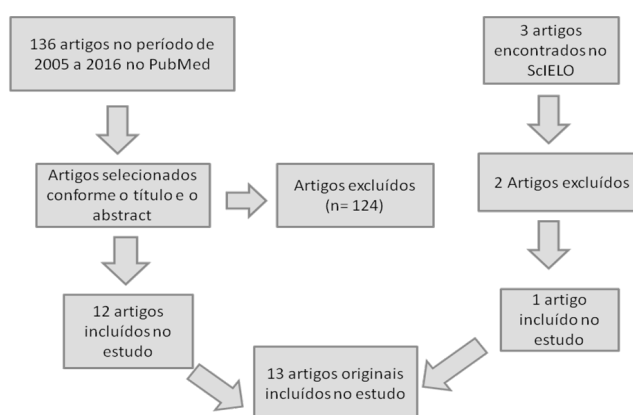 136 artigos no período de
2005 a 2016 no PubMed
3 artigos
encontrados no
ScIELO
Artigos selecionados
conforme o título e o
abstract
Artigos excluídos
(n= 124)
2 Artigos excluídos
12 artigos
incluídos no
estudo
1 artigo
incluído no
estudo
13 artigos originais
incluídos no estudo